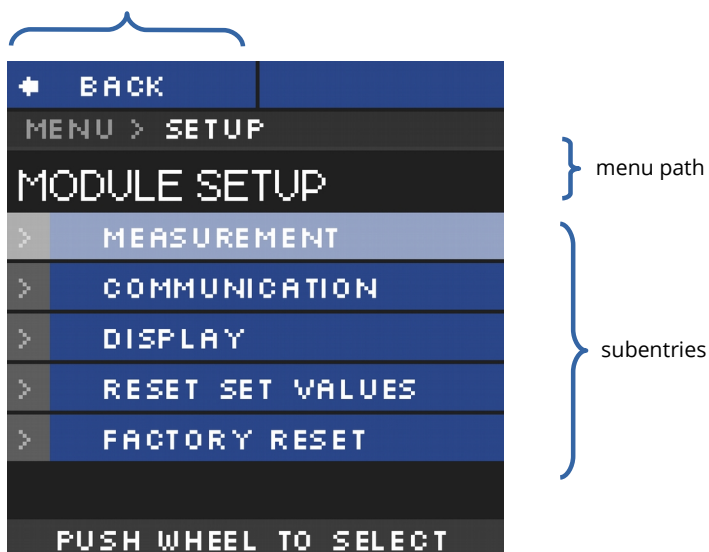 BACK
MENU > SETUP
menu path
MODULE SETUP
> MEASUREMENT
> COMMUNICATION
> DISPLAY
subentries
> RESET SET VALUES
> FACTORY RESET
PUSH WHEEL TO SELECT